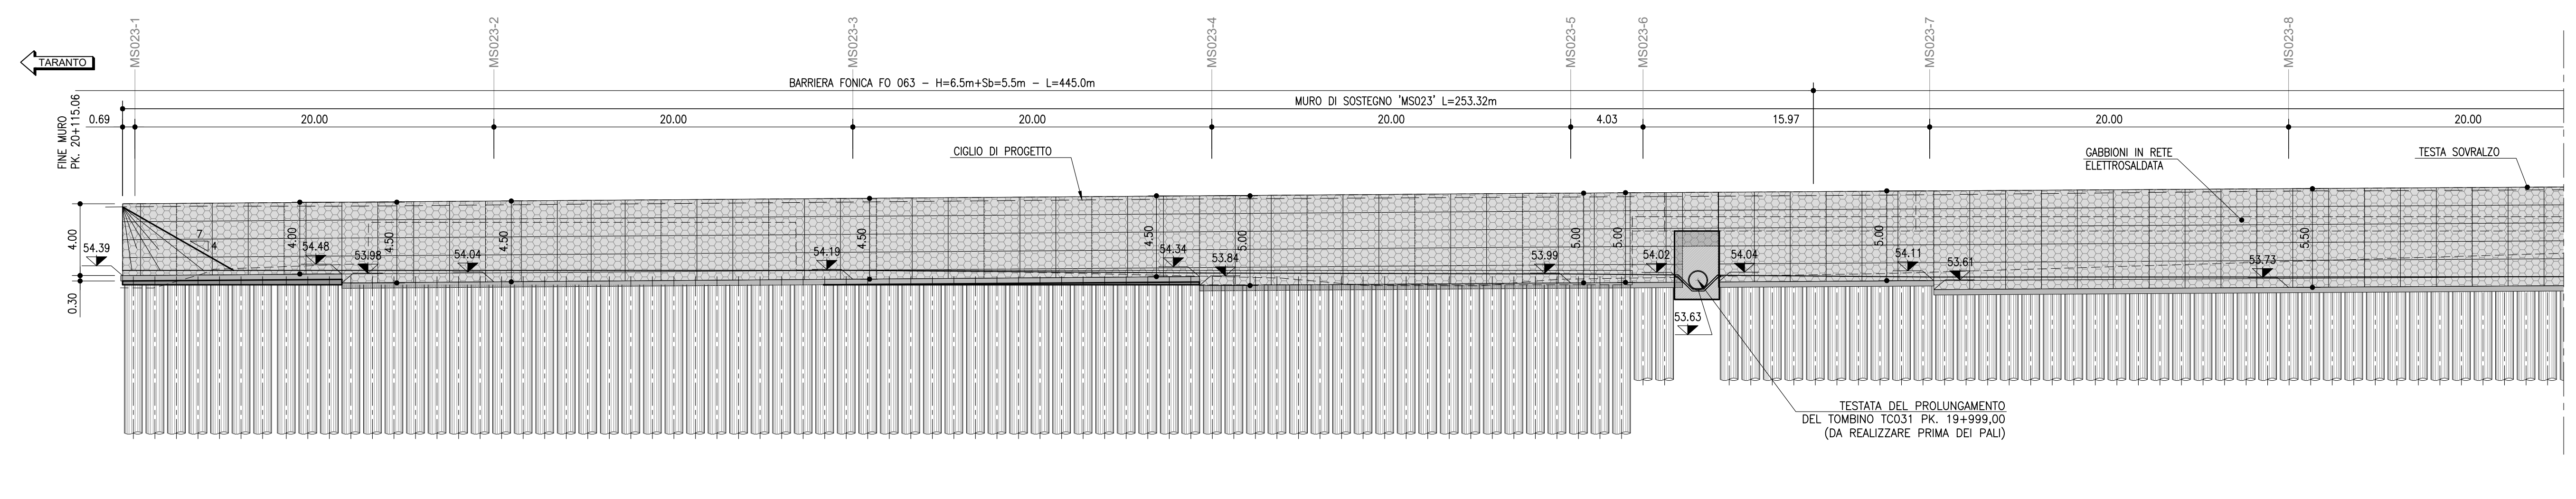 MS023-1
MS023-2
MS023-3
MS023-4
MS023-5
MS023-6
MS023-7
MS023-8
TARANTO
BARRIERA FONICA FO 063 - H=6.5m+Sb=5.5m - L=445.0m
MURO DI SOSTEGNO 'MS023' L=253.32m
FINE MURO
PK. 20+115.06
0.69
20.00
20.00
20.00
20.00
4.03
15.97
20.00
20.00
CIGLIO DI PROGETTO
GABBIONI IN RETE
ELETTROSALDATA
TESTA SOVRALZO
4.00
0.30
54.39
7
4
4.00
54.48
53.98
4.50
54.04
4.50
54.19
4.50
4.50
54.34
53.84
5.00
53.99
5.00
5.00
54.02
54.04
5.00
54.11
53.61
53.73
5.50
53.63
TESTATA DEL PROLUNGAMENTO
DEL TOMBINO TC031 PK. 19+999,00
(DA REALIZZARE PRIMA DEI PALI)